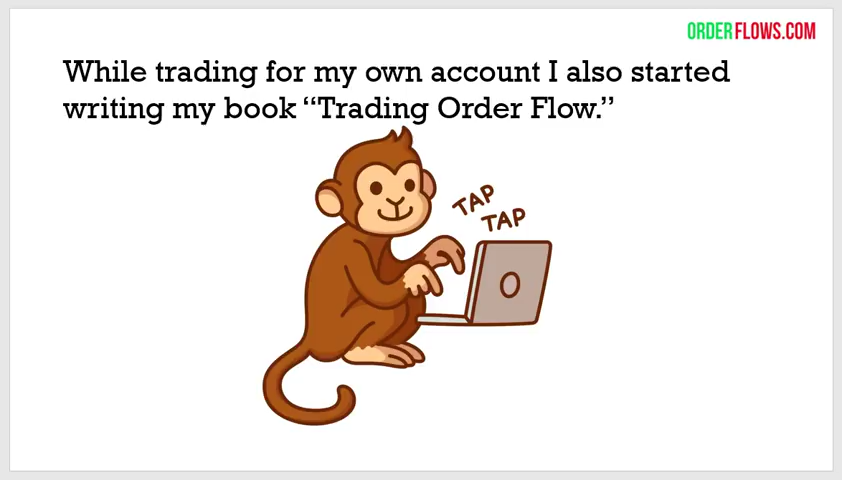 ORDERFLOWS.COM
While trading for my own account I also started
writing my book “Trading Order Flow.”
TAP
TAP